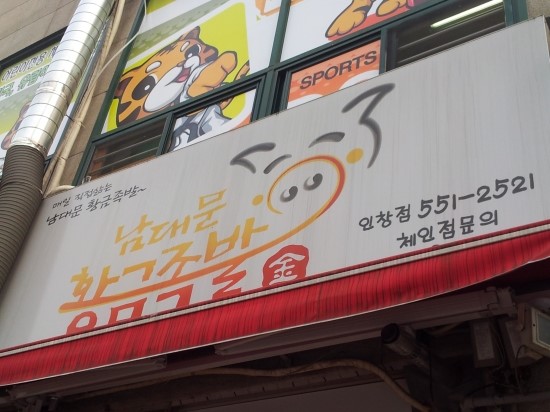 SPORTS
매일 직접삶는
남대문 황금족발~
남대문
황금족발
金
인창점 551-2521
체인점문의